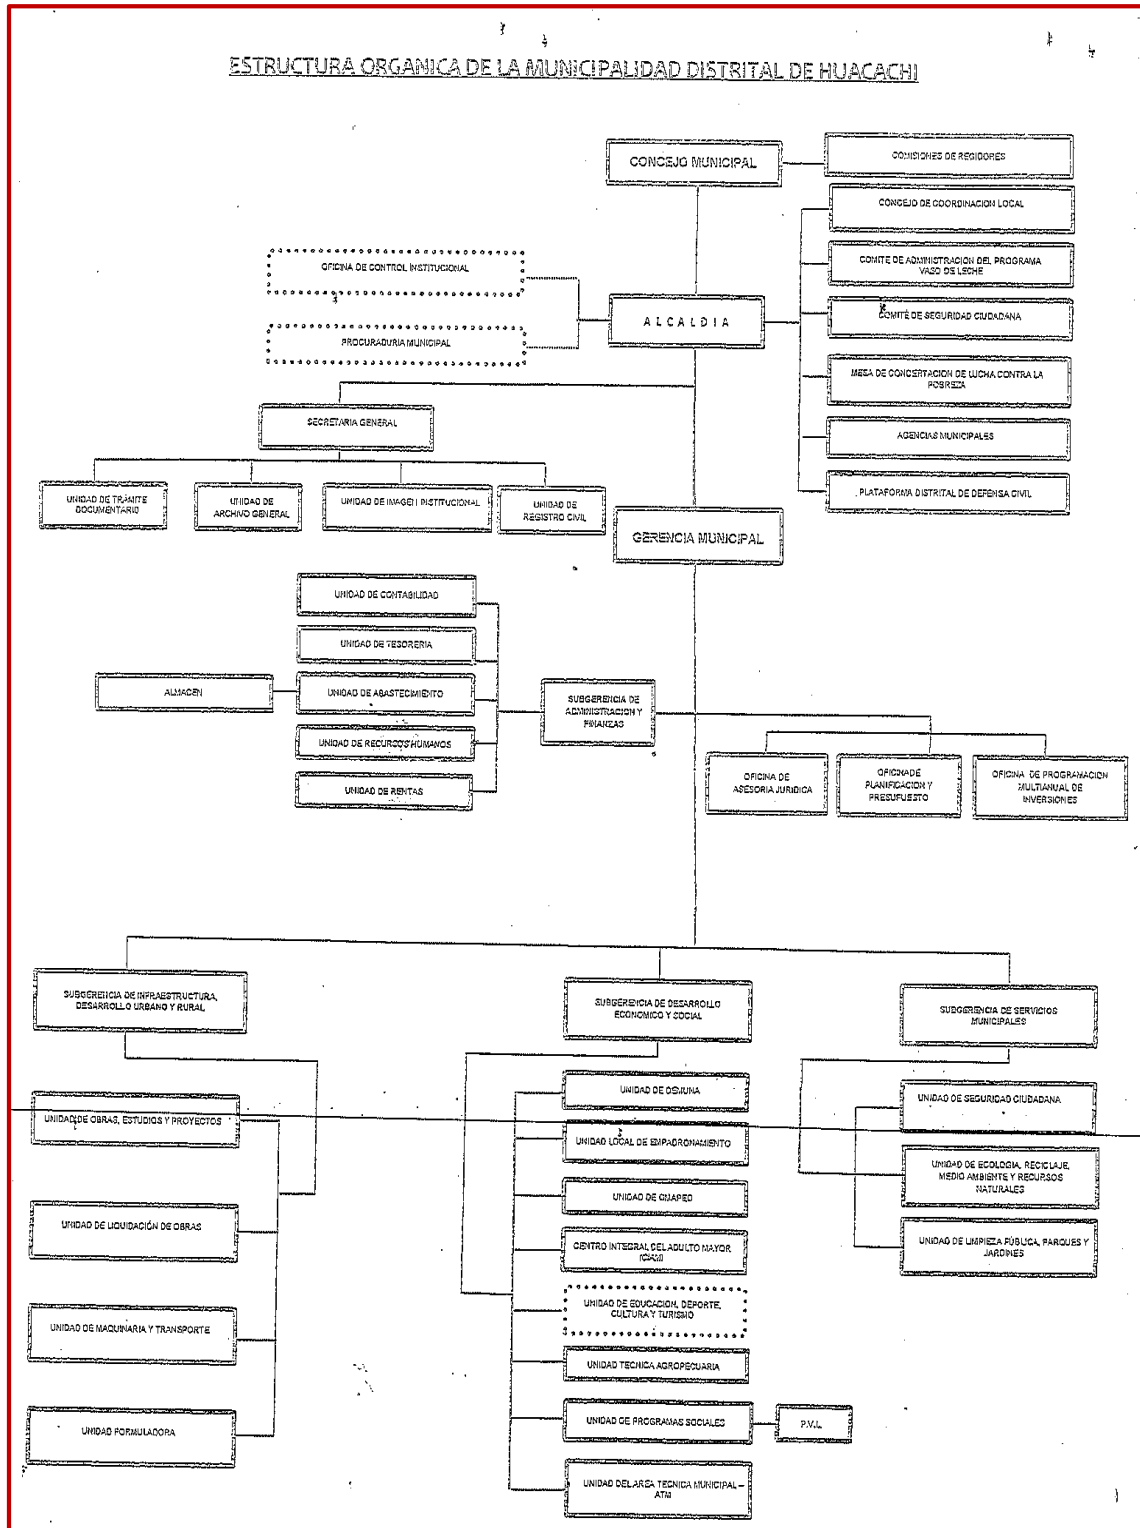 ESTRUCTURA ORGANICA DE LA MUNICIPALIDAD DISTRITAL DE HUACACHI
CONCEJO MUNICIPAL
COMISIONES DE REGIDORES
CONCEJO DE COORDINACION LOCAL
COMITE DE ADMINISTRACION DEL PROGRAMA
VASO DE LECHE
OFICINA DE CONTROL INSTITUCIONAL
ALCALDIA
COMITÉ DE SEGURIDAD CIUDADANA
PROCURADURIA MUNICIPAL
MESA DE CONCERTACION DE LUCHA CONTRA LA
POBREZA
SECRETARIA GENERAL
AGENCIAS MUNICIPALES
UNIDAD DE TRÁMITE
DOCUMENTARIO
UNIDAD DE
ARCHIVO GENERAL
UNIDAD DE IMAGEN INSTITUCIONAL
UNIDAD DE
REGISTRO CIVIL
PLATAFORMA DISTRITAL DE DEFENSA CIVIL
GERENCIA MUNICIPAL
UNIDAD DE CONTABILIDAD
UNIDAD DE TESORERIA
ALMACEN
UNIDAD DE ABASTECIMIENTO
SUBGERENCIA DE
ADMINISTRACION Y
FINANZAS
UNIDAD DE RECURSOS HUMANOS
UNIDAD DE RENTAS
OFICINA DE
ASESORIA JURIDICA
OFICINA DE
PLANIFICACION Y
PRESUPUESTO
OFICINA DE PROGRAMACION
MULTIANUAL DE
INVERSIONES
SUBGERENCIA DE INFRAESTRUCTURA,
DESARROLLO URBANO Y RURAL
SUBGERENCIA DE DESARROLLO
ECONOMICO Y SOCIAL
SUBGERENCIA DE SERVICIOS
MUNICIPALES
UNIDAD DE OBRAS, ESTUDIOS Y PROYECTOS
UNIDAD DE LIQUIDACIÓN DE OBRAS
UNIDAD DE MAQUINARIA Y TRANSPORTE
UNIDAD FORMULADORA
UNIDAD DE DEMUNA
UNIDAD LOCAL DE EMPADRONAMIENTO
UNIDAD DE OMAPED
CENTRO INTEGRAL DEL ADULTO MAYOR
(CIAM)
UNIDAD DE EDUCACION, DEPORTE,
CULTURA Y TURISMO
UNIDAD TECNICA AGROPECUARIA
UNIDAD DE PROGRAMAS SOCIALES
P.V.L.
UNIDAD DEL AREA TECNICA MUNICIPAL –
ATM
UNIDAD DE SEGURIDAD CIUDADANA
UNIDAD DE ECOLOGIA, RECICLAJE,
MEDIO AMBIENTE Y RECURSOS
NATURALES
UNIDAD DE LIMPIEZA PÚBLICA, PARQUES Y
JARDINES